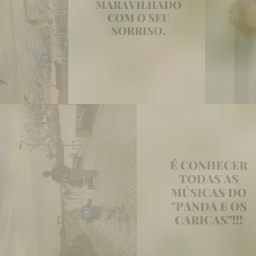 MARAVILHADO
COM O SEU
SORRISO.
É CONHECER
TODAS AS
MÚSICAS DO
"PANDA E OS
CARICAS"!!!